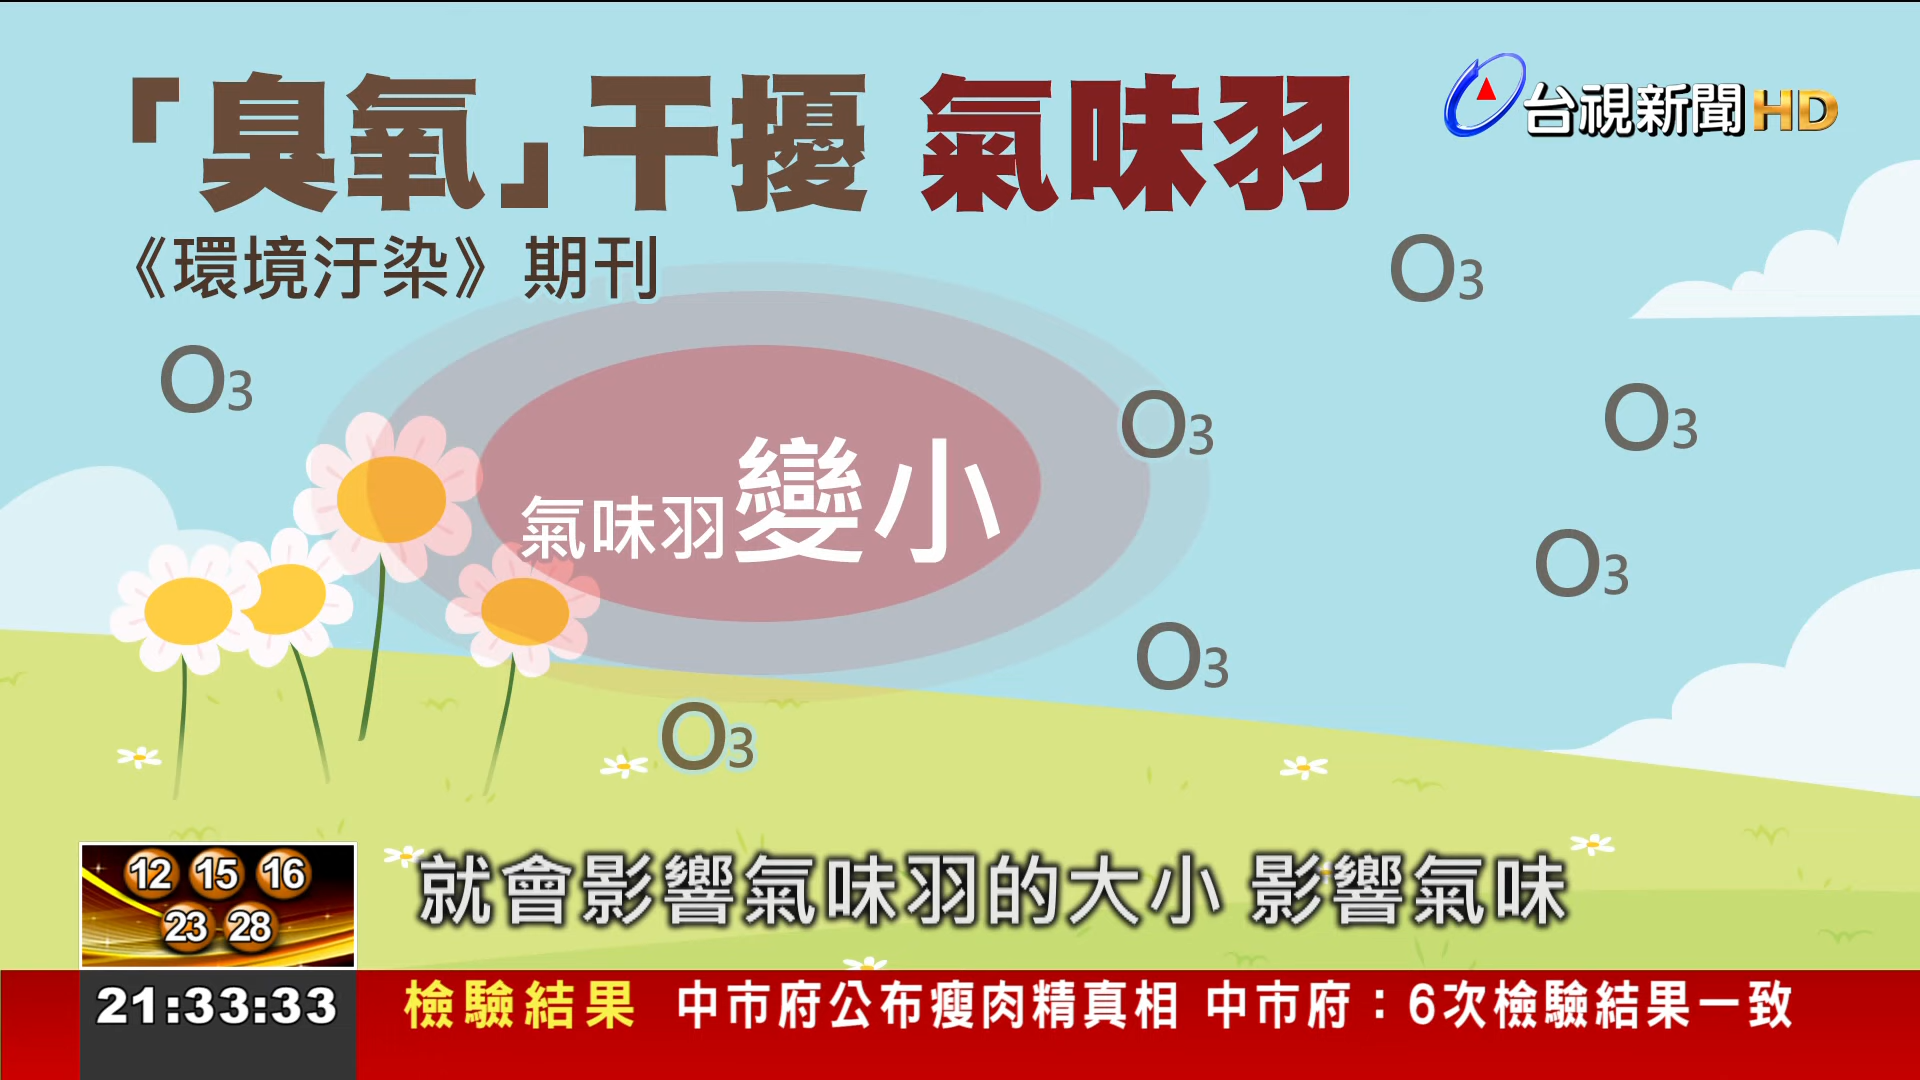 「臭氧」干擾 氣味羽
台視新聞HD
《環境汙染》期刊
O3
O3
O3
O3
氣味羽變小
O3
O3
O3
就會影響氣味羽的大小 影響氣味
12 15 16
23 28
21:33:33
檢驗結果 中市府公布瘦肉精真相 中市府：6次檢驗結果一致